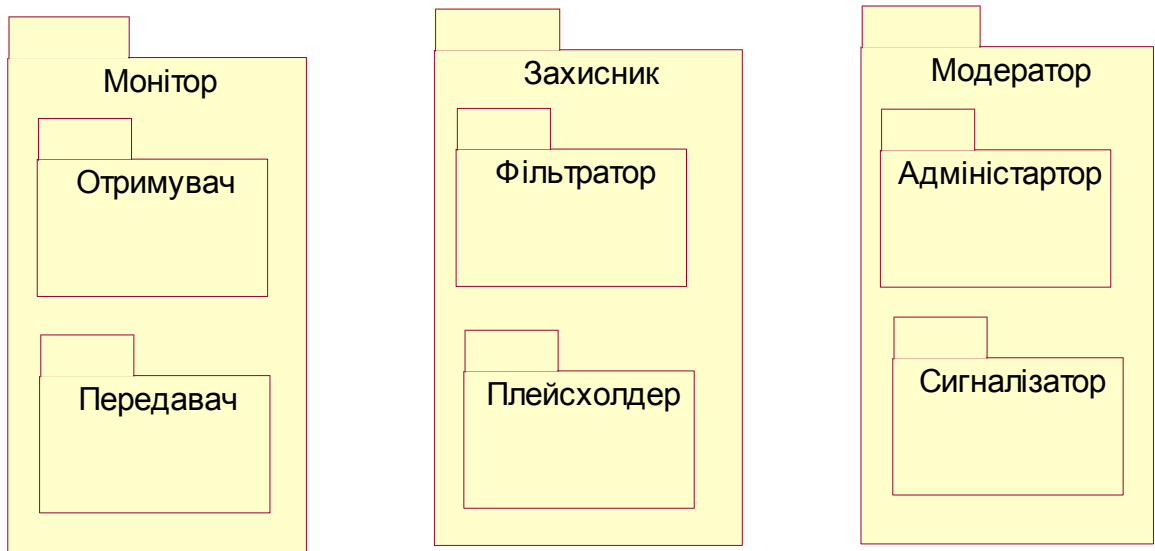 Монітор
Отримувач
Передавач
Захисник
Фільтратор
Плейсхолдер
Модератор
Адміністартор
Сигналізатор